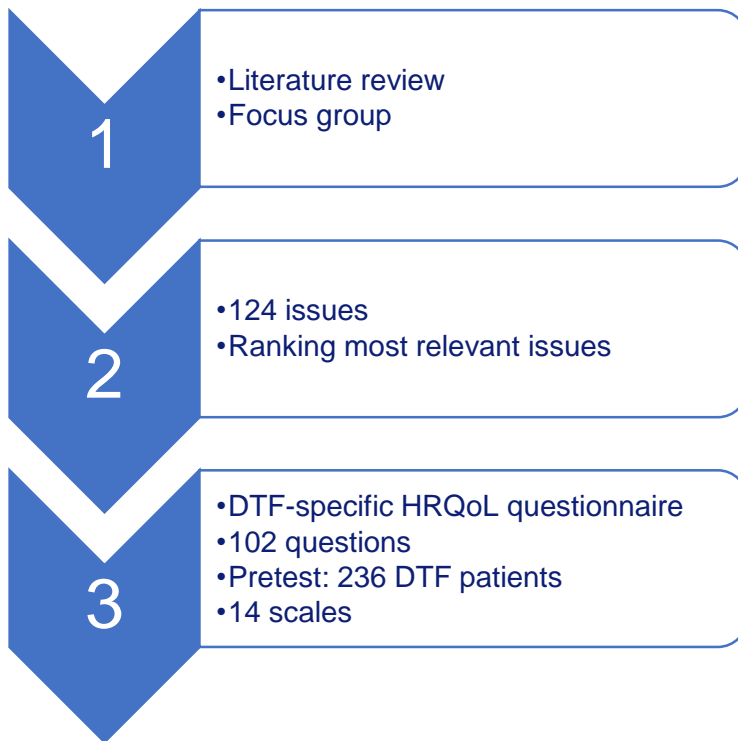 1
•Literature review
•Focus group
2
•124 issues
•Ranking most relevant issues
3
•DTF-specific HRQoL questionnaire
•102 questions
•Pretest: 236 DTF patients
•14 scales